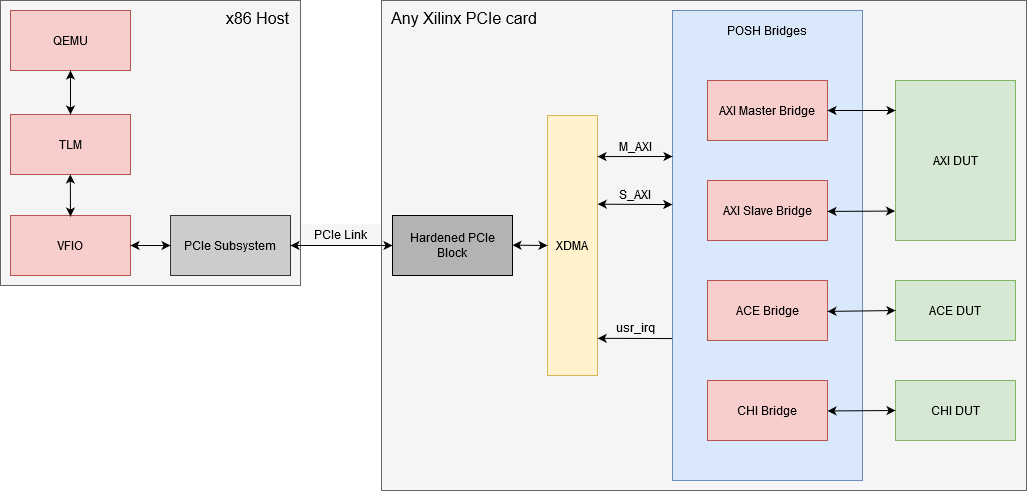 x86 Host
QEMU
TLM
VFIO
PCIe Subsystem
PCIe Link
Any Xilinx PCIe card
Hardened PCIe
Block
XDMA
M_AXI
S_AXI
usr_irq
POSH Bridges
AXI Master Bridge
AXI Slave Bridge
ACE Bridge
CHI Bridge
AXI DUT
ACE DUT
CHI DUT